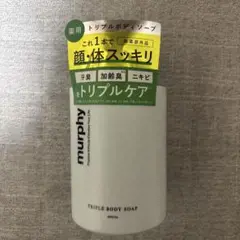 薬用 トリプルボディソープ
これ1本で
顔・体スッキリ
汗臭 加齢臭 ニキビ
トリプルケア
murphy
TRIPLE BODY SOAP